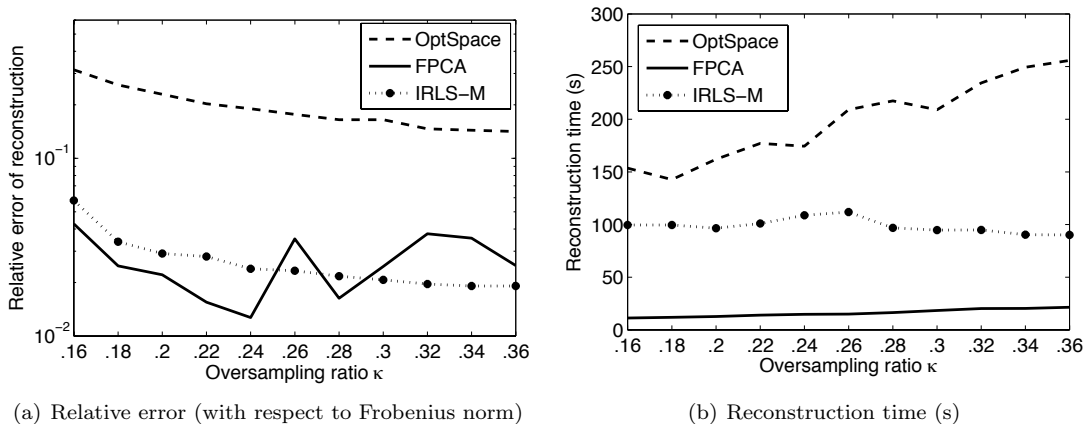 Relative error of reconstruction
10⁻¹
10⁻²
OptSpace
FPCA
IRLS−M
.16 .18 .2 .22 .24 .26 .28 .3 .32 .34 .36
Oversampling ratio κ
(a) Relative error (with respect to Frobenius norm)
Reconstruction time (s)
300
250
200
150
100
50
0
OptSpace
FPCA
IRLS−M
.16 .18 .2 .22 .24 .26 .28 .3 .32 .34 .36
Oversampling ratio κ
(b) Reconstruction time (s)